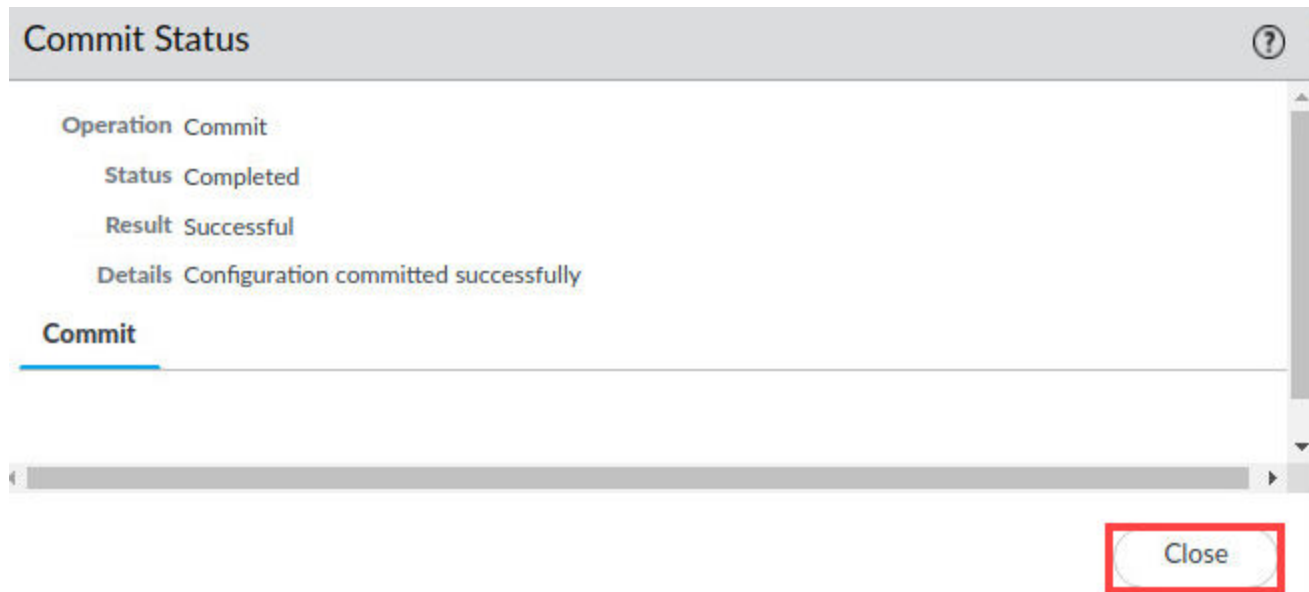 Commit Status
Operation Commit
Status Completed
Result Successful
Details Configuration committed successfully
Commit
Close